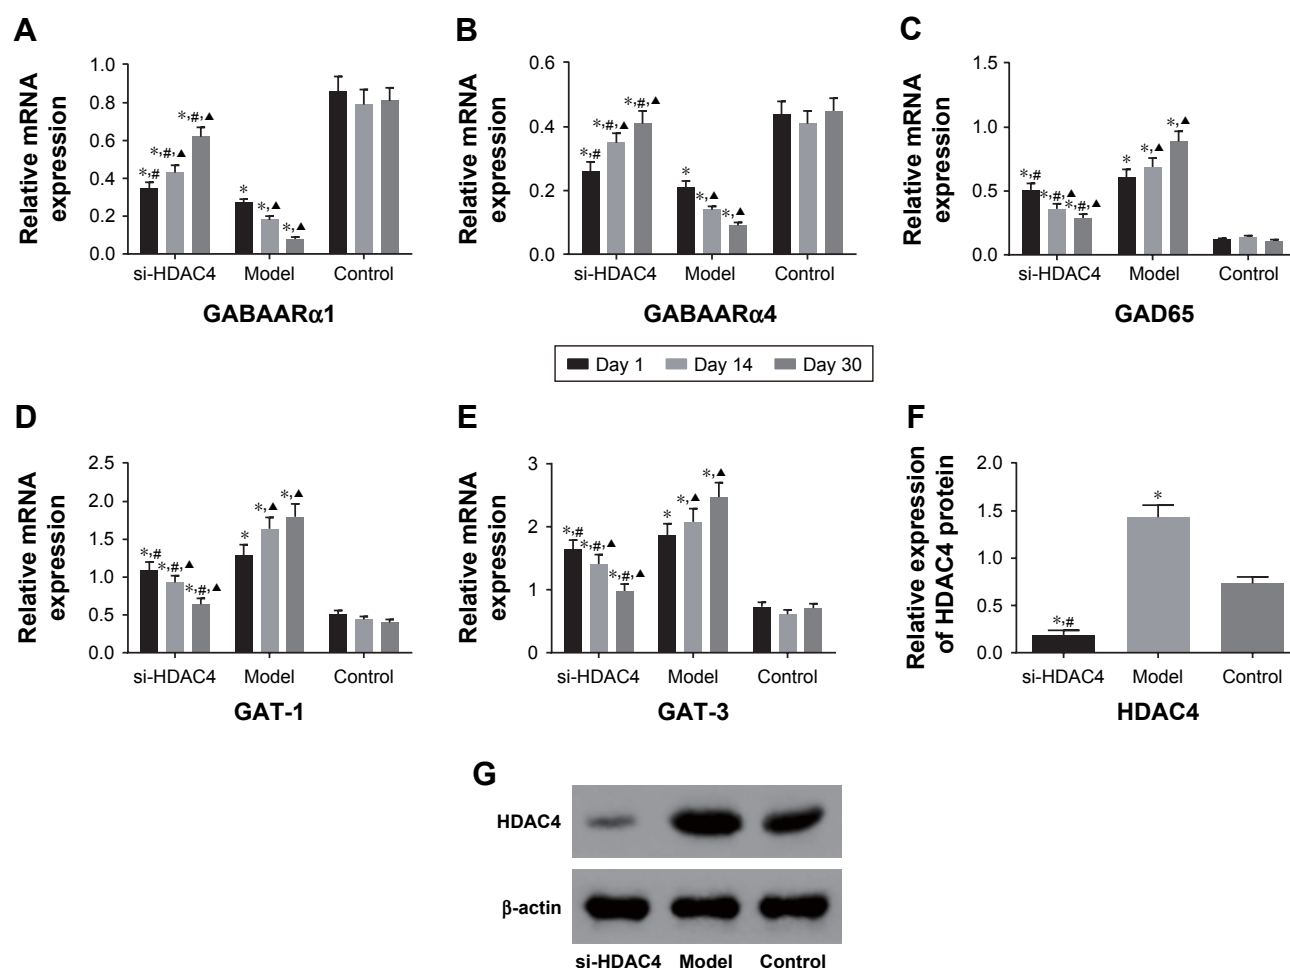 A
Relative mRNA
expression
1.0
0.8
0.6
0.4
0.2
0.0
*,#
*,#,▲
*,#,▲
*
*,▲
*,▲
si-HDAC4 Model Control
GABAARα1
B
Relative mRNA
expression
0.6
0.4
0.2
0.0
*,#
*,#,▲
*,#,▲
*
*,▲
*,▲
si-HDAC4 Model Control
GABAARα4
C
Relative mRNA
expression
1.5
1.0
0.5
0.0
*,#
*,#,▲
*,#,▲
*
*,▲
*,▲
si-HDAC4 Model Control
GAD65
Day 1 Day 14 Day 30
D
Relative mRNA
expression
2.5
2.0
1.5
1.0
0.5
0.0
*,#
*,#,▲
*,#,▲
*
*,▲
*,▲
si-HDAC4 Model Control
GAT-1
E
Relative mRNA
expression
3
2
1
0
*,#
*,#,▲
*,#,▲
*
*,▲
*,▲
si-HDAC4 Model Control
GAT-3
F
Relative expression
of HDAC4 protein
2.0
1.5
1.0
0.5
0.0
*,#
*
si-HDAC4 Model Control
HDAC4
G
HDAC4
β-actin
si-HDAC4 Model Control